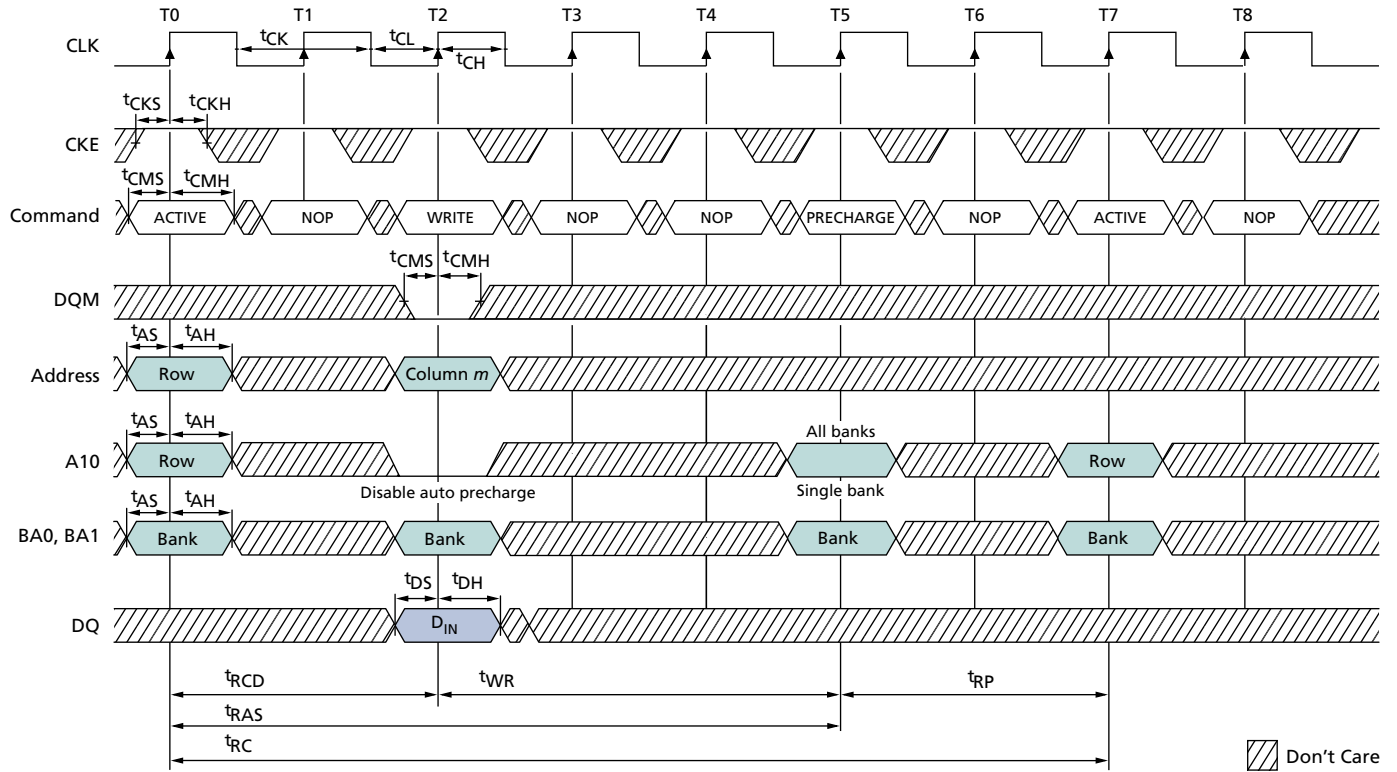 T0 T1 T2 T3 T4 T5 T6 T7 T8
CLK
tCK tCL
tCH
tCKS tCKH
CKE
tCMS tCMH
Command ACTIVE NOP WRITE NOP NOP PRECHARGE NOP ACTIVE NOP
tCMS tCMH
DQM
tAS tAH
Address Row Column m
tAS tAH
All banks
A10 Row Row
Disable auto precharge Single bank
tAS tAH
BA0, BA1 Bank Bank Bank Bank
tDS tDH
DQ DIN
tRCD tWR tRP
tRAS
tRC
Don't Care